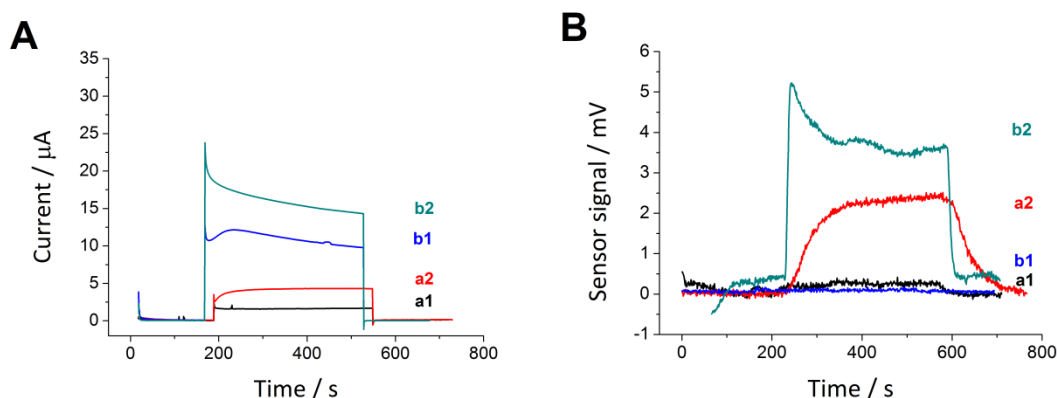 A
35
30
25
20
15
10
5
0
Current / µA
b2
b1
a2
a1
0 200 400 600 800
Time / s
B
6
5
4
3
2
1
0
-1
Sensor signal / mV
b2
a2
b1
a1
0 200 400 600 800
Time / s